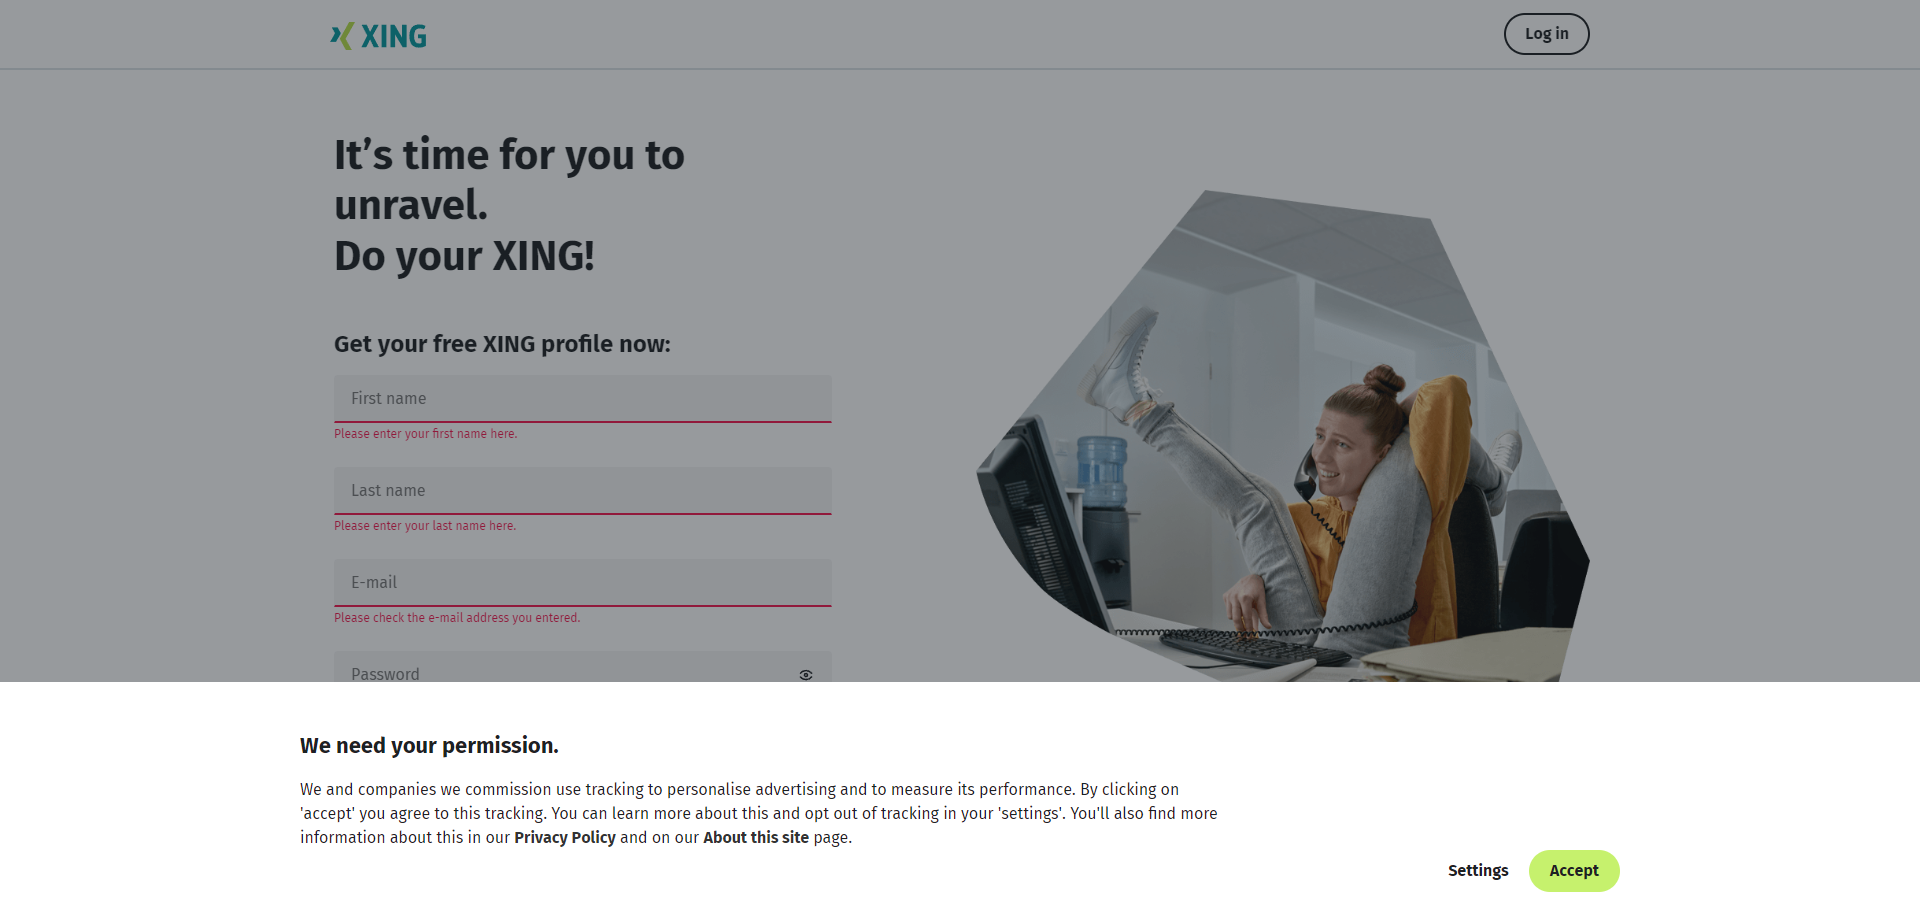 XING
Log in
It’s time for you to
unravel.
Do your XING!
Get your free XING profile now:
First name
Please enter your first name here.
Last name
Please enter your last name here.
E-mail
Please check the e-mail address you entered.
Password
We need your permission.
We and companies we commission use tracking to personalise advertising and to measure its performance. By clicking on
'accept' you agree to this tracking. You can learn more about this and opt out of tracking in your 'settings'. You'll also find more
information about this in our Privacy Policy and on our About this site page.
Settings
Accept